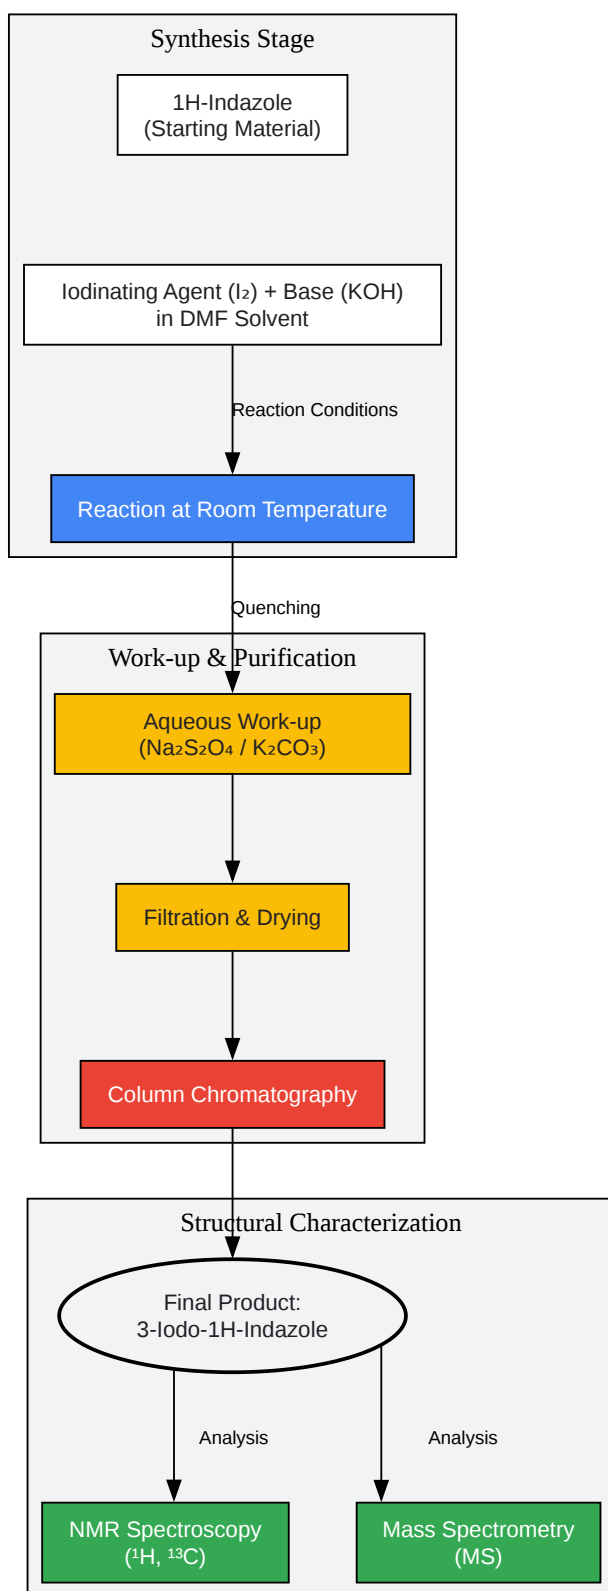 Synthesis Stage
1H-Indazole
(Starting Material)
Iodinating Agent (I₂) + Base (KOH)
in DMF Solvent
Reaction Conditions
Reaction at Room Temperature
Quenching
Work-up & Purification
Aqueous Work-up
(Na₂S₂O₄ / K₂CO₃)
Filtration & Drying
Column Chromatography
Structural Characterization
Final Product:
3-Iodo-1H-Indazole
Analysis
Analysis
NMR Spectroscopy
(¹H, ¹³C)
Mass Spectrometry
(MS)